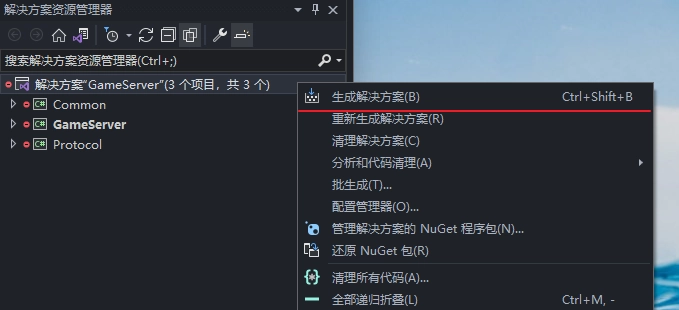 解决方案资源管理器
搜索解决方案资源管理器(Ctrl+;)
解决方案"GameServer"(3 个项目，共 3 个)
Common
GameServer
Protocol
生成解决方案(B) Ctrl+Shift+B
重新生成解决方案(R)
清理解决方案(C)
分析和代码清理(A)
批生成(T)...
配置管理器(O)...
管理解决方案的 NuGet 程序包(N)...
还原 NuGet 包(R)
清理所有代码(A)...
全部递归折叠(L) Ctrl+M, -